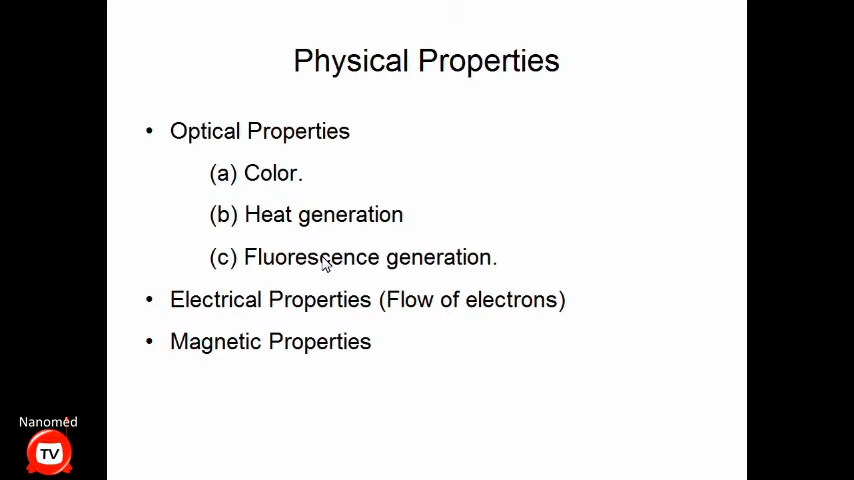 Physical Properties
• Optical Properties
(a) Color.
(b) Heat generation
(c) Fluorescence generation.
• Electrical Properties (Flow of electrons)
• Magnetic Properties
Nanomed
TV